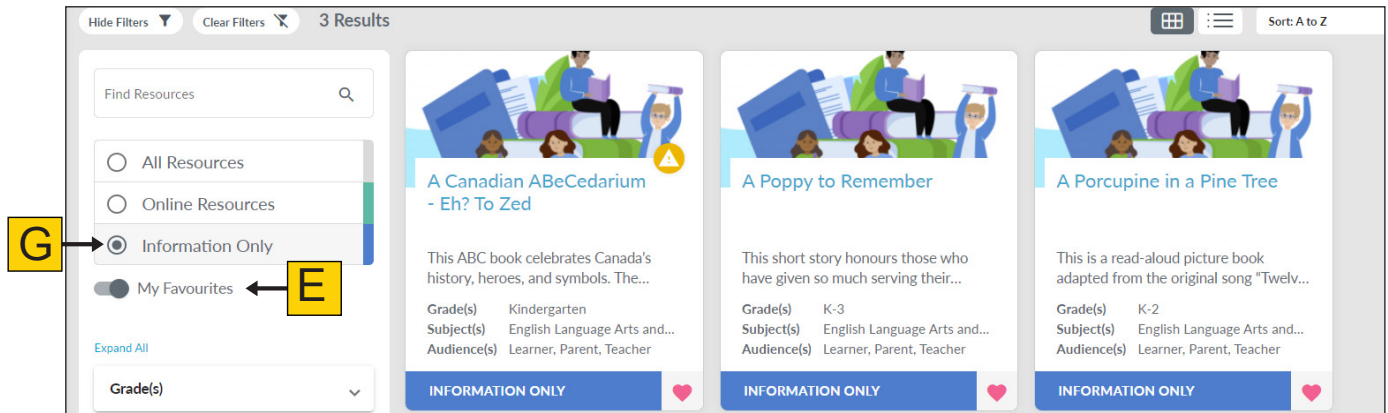 Hide Filters
Clear Filters
3 Results
Sort: A to Z
Find Resources
All Resources
Online Resources
G
Information Only
My Favourites
E
Expand All
Grade(s)
A Canadian ABeCedarium
- Eh? To Zed
This ABC book celebrates Canada's
history, heroes, and symbols. The...
Grade(s) Kindergarten
Subject(s) English Language Arts and...
Audience(s) Learner, Parent, Teacher
INFORMATION ONLY
A Poppy to Remember
This short story honours those who
have given so much serving their...
Grade(s) K-3
Subject(s) English Language Arts and...
Audience(s) Learner, Parent, Teacher
INFORMATION ONLY
A Porcupine in a Pine Tree
This is a read-aloud picture book
adapted from the original song "Twelv...
Grade(s) K-2
Subject(s) English Language Arts and...
Audience(s) Learner, Parent, Teacher
INFORMATION ONLY